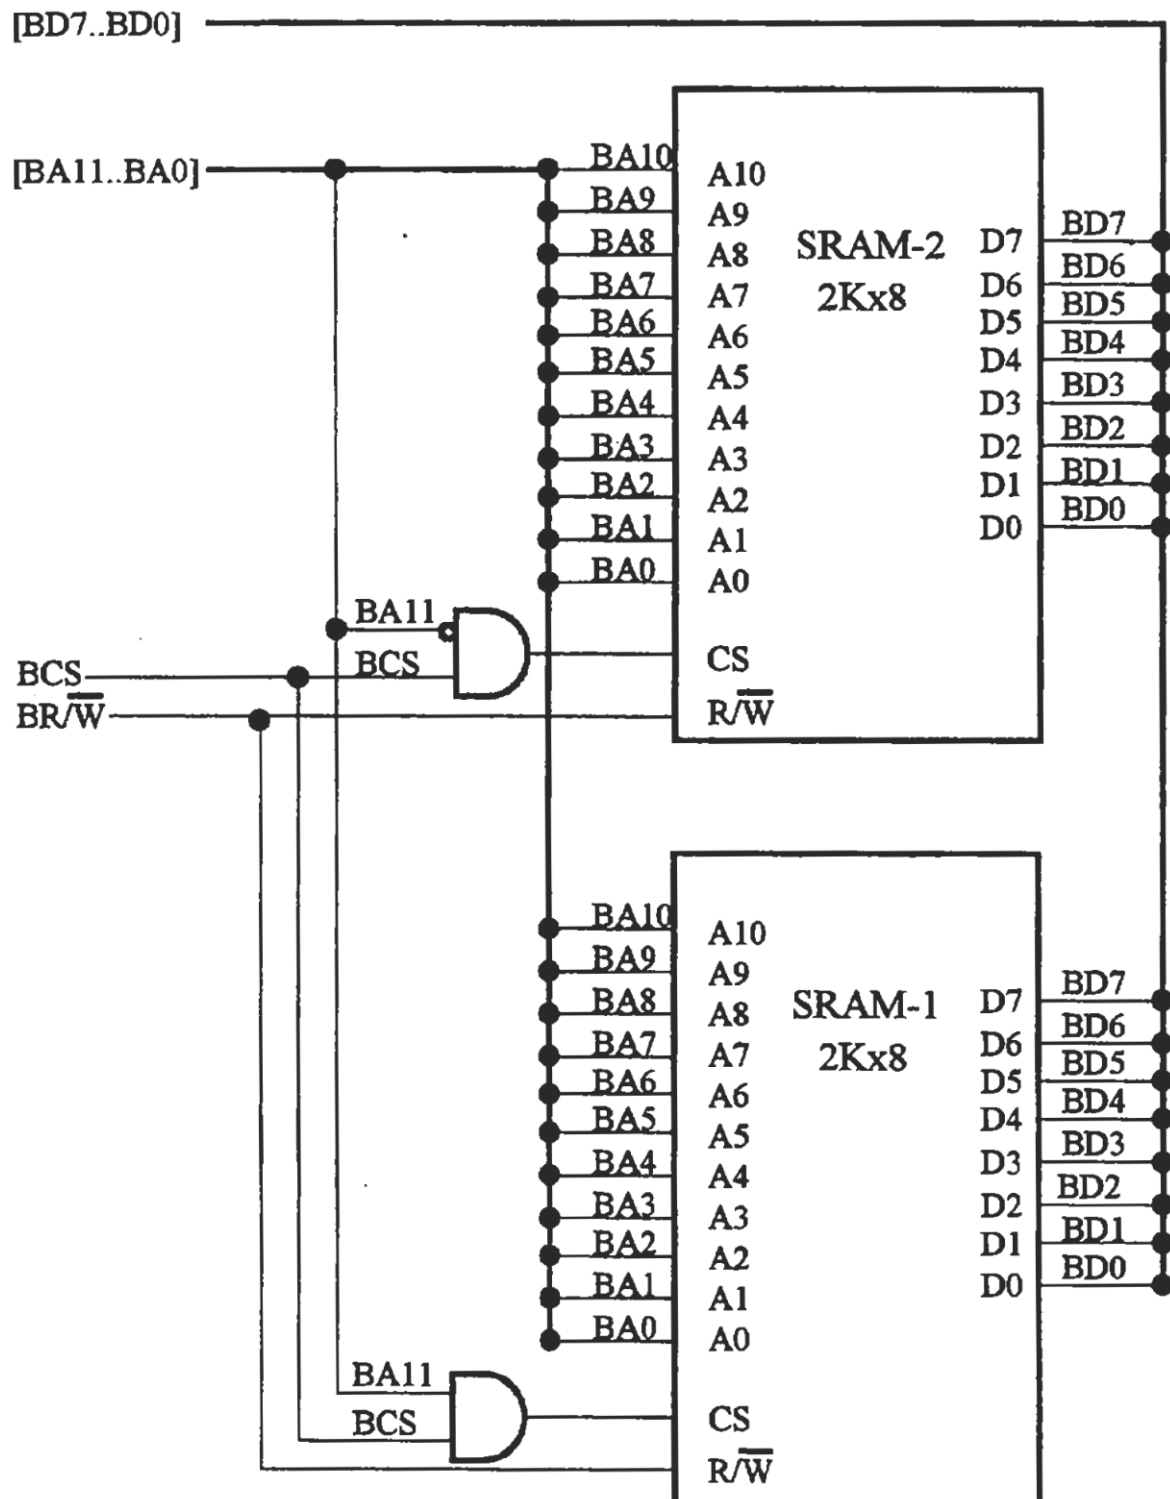 [BD7..BD0]
[BA11..BA0]
BA10
A10
BA9
A9
BA8
A8
BA7
A7
BA6
A6
BA5
A5
BA4
A4
BA3
A3
BA2
A2
BA1
A1
BA0
A0
SRAM-2
2Kx8
D7
BD7
D6
BD6
D5
BD5
D4
BD4
D3
BD3
D2
BD2
D1
BD1
D0
BD0
BA11
BCS
BCS
BR/W̅
CS
R/W̅
BA10
A10
BA9
A9
BA8
A8
BA7
A7
BA6
A6
BA5
A5
BA4
A4
BA3
A3
BA2
A2
BA1
A1
BA0
A0
SRAM-1
2Kx8
D7
BD7
D6
BD6
D5
BD5
D4
BD4
D3
BD3
D2
BD2
D1
BD1
D0
BD0
BA11
BCS
CS
R/W̅